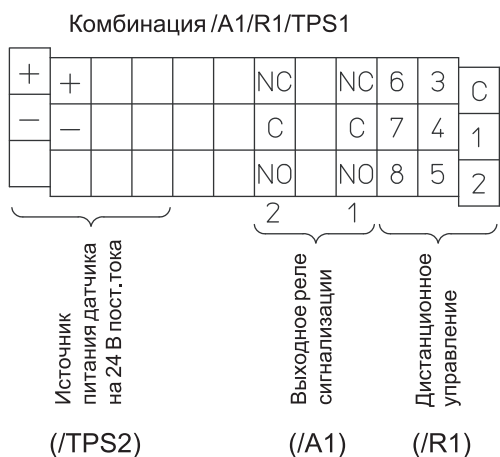 Комбинация /A1/R1/TPS1
+ + NC NC 6 3 C
− − C C 7 4 1
NO NO 8 5 2
2 1
Источник
питания датчика
на 24 В пост.тока
Выходное реле
сигнализации
Дистанционное
управление
(/TPS2) (/A1) (/R1)